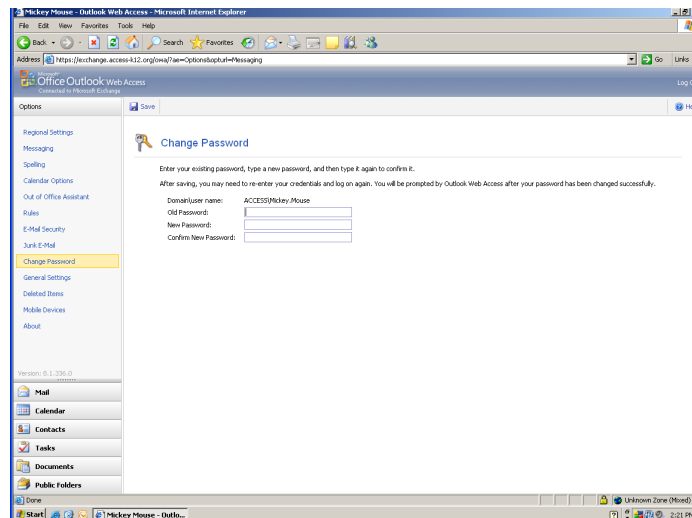 Mickey Mouse - Outlook Web Access - Microsoft Internet Explorer
File Edit View Favorites Tools Help
Back Search Favorites
Address https://exchange.access-k12.org/owa/?ae=Options&opturl=Messaging Go Links
Microsoft
Office Outlook Web Access
Connected to Microsoft Exchange
Log
Options Save
Regional Settings
Messaging
Spelling
Calendar Options
Out of Office Assistant
Rules
E-Mail Security
Junk E-Mail
Change Password
General Settings
Deleted Items
Mobile Devices
About
Change Password
Enter your existing password, type a new password, and then type it again to confirm it.
After saving, you may need to re-enter your credentials and log on again. You will be prompted by Outlook Web Access after your password has been changed successfully.
Domain\user name: ACCESS\Mickey.Mouse
Old Password:
New Password:
Confirm New Password:
Version: 8.1.336.0
Mail
Calendar
Contacts
Tasks
Documents
Public Folders
Done Unknown Zone (Mixed)
Start Mickey Mouse - Outlo... 2:21 PM